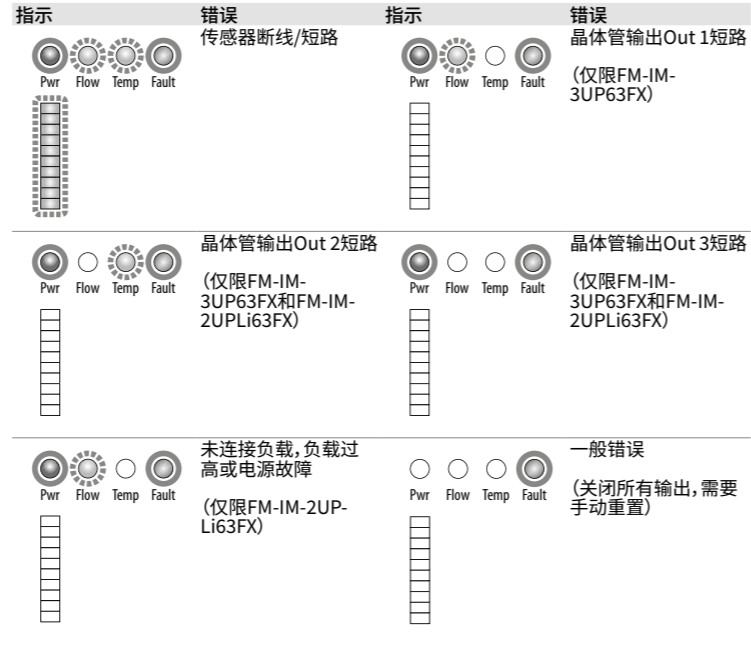 指示 错误 指示 错误
Pwr Flow Temp Fault
传感器断线/短路
Pwr Flow Temp Fault
晶体管输出Out 1短路
（仅限FM-IM-
3UP63FX）
Pwr Flow Temp Fault
晶体管输出Out 2短路
（仅限FM-IM-
3UP63FX和FM-IM-
2UPLi63FX）
Pwr Flow Temp Fault
晶体管输出Out 3短路
（仅限FM-IM-
3UP63FX和FM-IM-
2UPLi63FX）
Pwr Flow Temp Fault
未连接负载，负载过
高或电源故障
（仅限FM-IM-2UP-
Li63FX）
Pwr Flow Temp Fault
一般错误
（关闭所有输出，需要
手动重置）